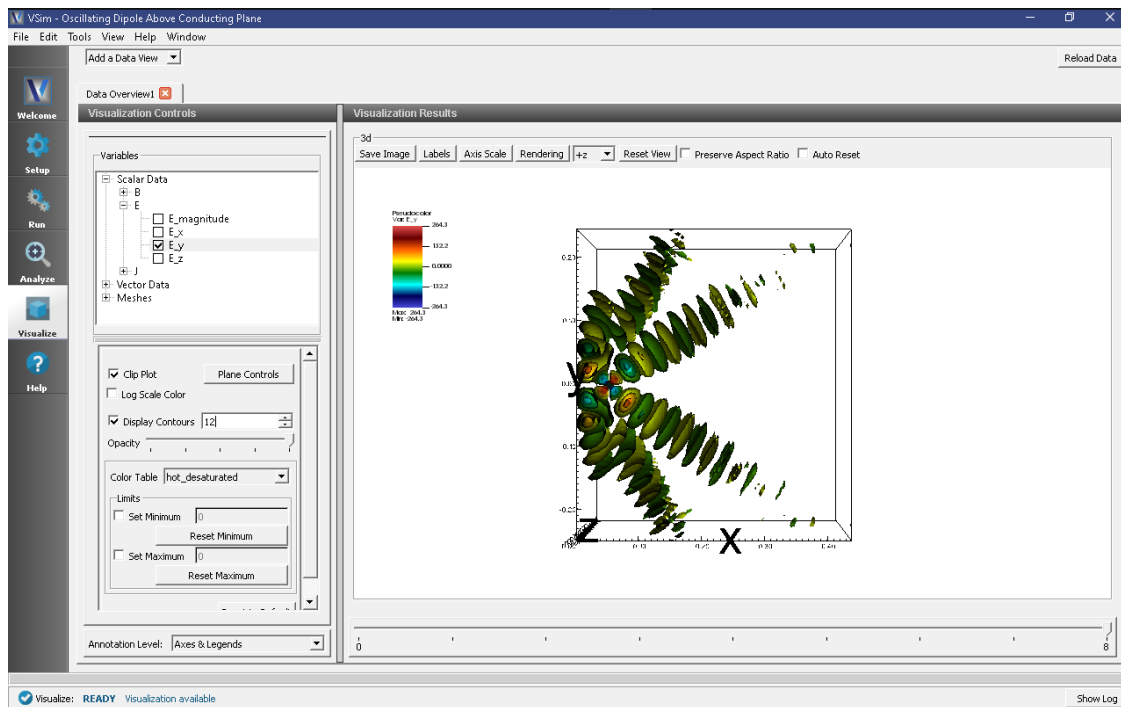 VSim - Oscillating Dipole Above Conducting Plane
File Edit Tools View Help Window
Add a Data View
Reload Data
Data Overview1
Welcome
Setup
Run
Analyze
Visualize
Help
Visualization Controls
Variables
Scalar Data
B
E
E_magnitude
E_x
E_y
E_z
J
Vector Data
Meshes
Clip Plot
Plane Controls
Log Scale Color
Display Contours 12
Opacity
Color Table hot_desaturated
Limits
Set Minimum 0
Reset Minimum
Set Maximum 0
Reset Maximum
Annotation Level: Axes & Legends
Visualization Results
3d
Save Image Labels Axis Scale Rendering +z Reset View Preserve Aspect Ratio Auto Reset
Pseudocolor
Var: E_y
264.3
132.2
0.0000
-132.2
-264.3
Max: 264.3
Min: -264.3
Y
Z
X
0
8
Visualize: READY Visualization available
Show Log